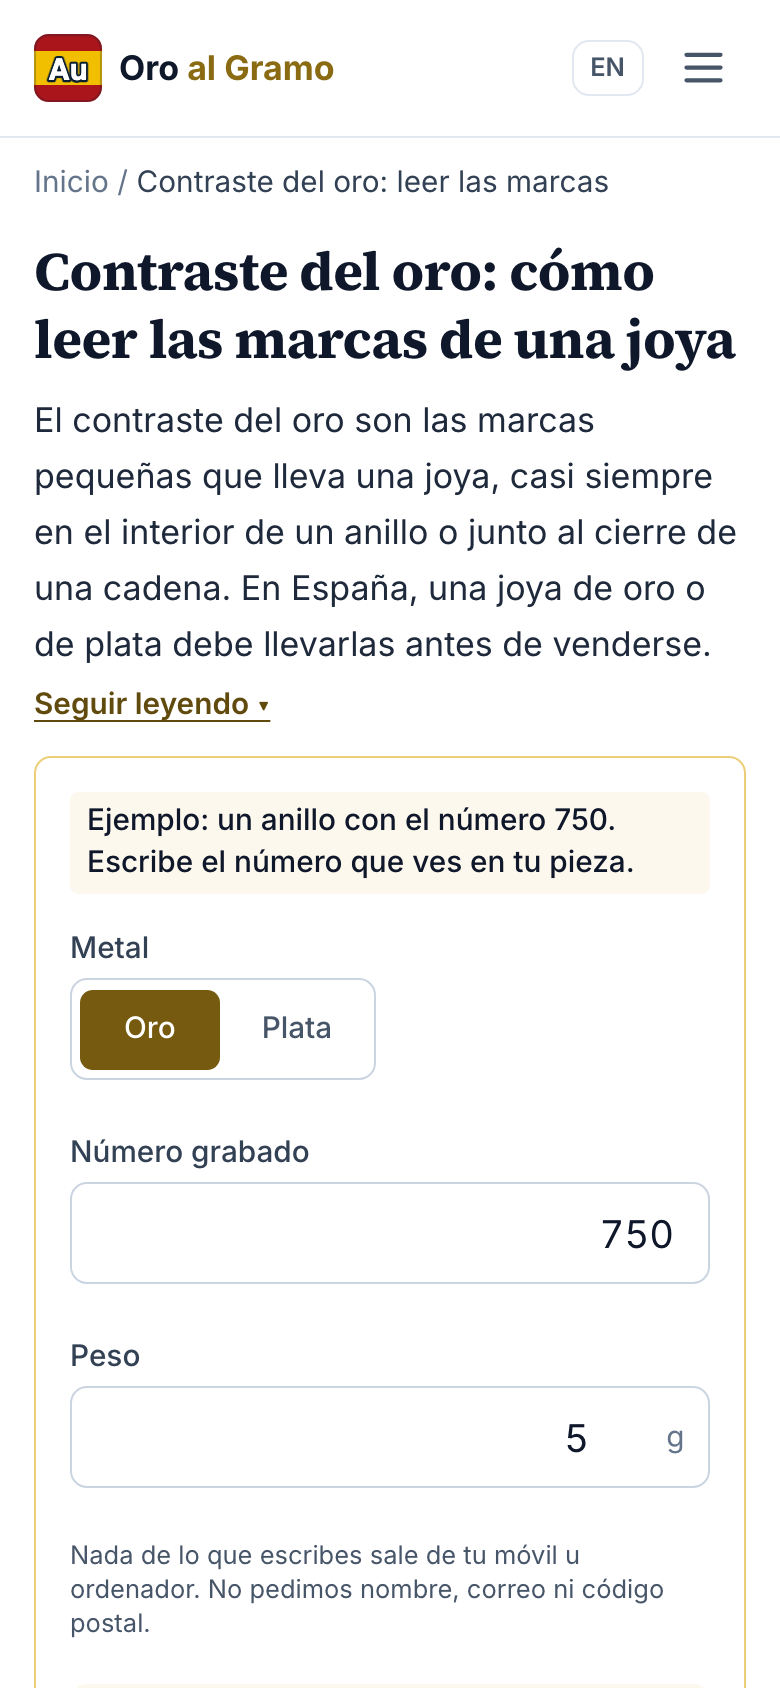 Au
Oro al Gramo
EN
Inicio / Contraste del oro: leer las marcas
Contraste del oro: cómo
leer las marcas de una joya
El contraste del oro son las marcas
pequeñas que lleva una joya, casi siempre
en el interior de un anillo o junto al cierre de
una cadena. En España, una joya de oro o
de plata debe llevarlas antes de venderse.
Seguir leyendo ▾
Ejemplo: un anillo con el número 750.
Escribe el número que ves en tu pieza.
Metal
Oro Plata
Número grabado
750
Peso
5 g
Nada de lo que escribes sale de tu móvil u
ordenador. No pedimos nombre, correo ni código
postal.